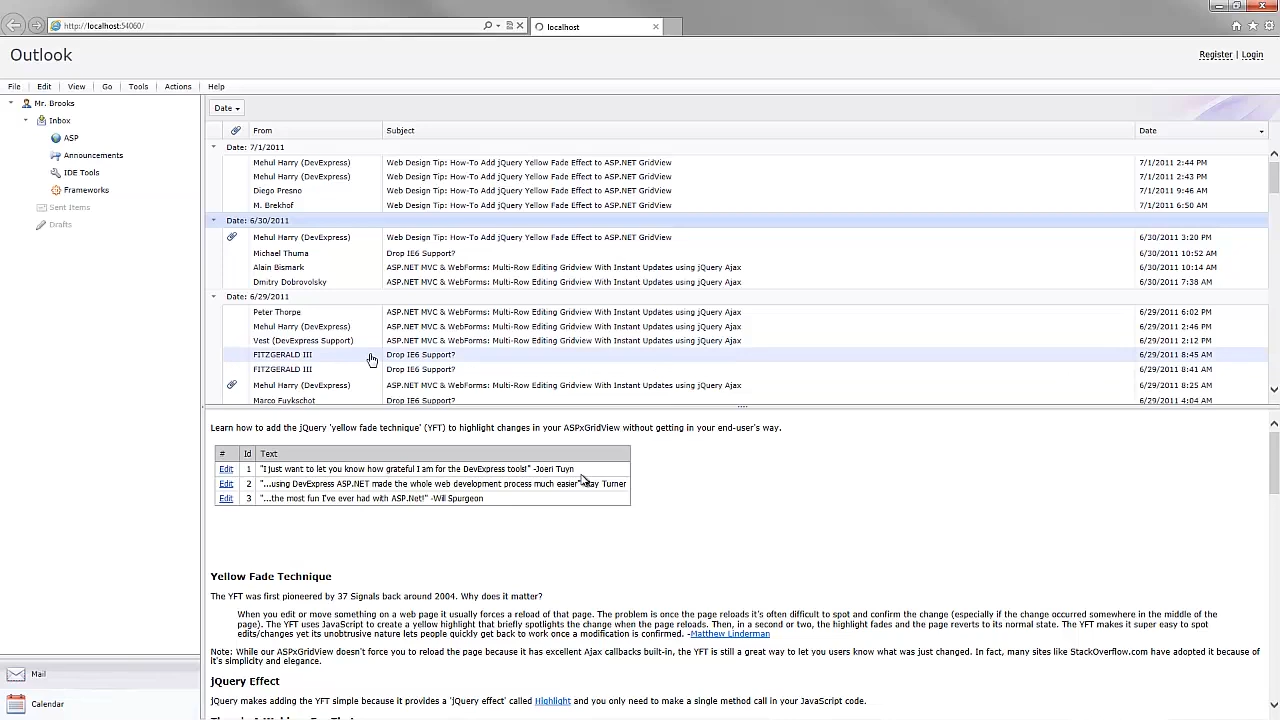 http://localhost:54060/
localhost
Outlook
Register | Login
File Edit View Go Tools Actions Help
Mr. Brooks
Inbox
ASP
Announcements
IDE Tools
Frameworks
Sent Items
Drafts
Mail
Calendar
Date
From Subject Date
Date: 7/1/2011
Mehul Harry (DevExpress) Web Design Tip: How-To Add jQuery Yellow Fade Effect to ASP.NET GridView 7/1/2011 2:44 PM
Mehul Harry (DevExpress) Web Design Tip: How-To Add jQuery Yellow Fade Effect to ASP.NET GridView 7/1/2011 2:43 PM
Diego Presno Web Design Tip: How-To Add jQuery Yellow Fade Effect to ASP.NET GridView 7/1/2011 9:46 AM
M. Brekhof Web Design Tip: How-To Add jQuery Yellow Fade Effect to ASP.NET GridView 7/1/2011 6:50 AM
Date: 6/30/2011
Mehul Harry (DevExpress) Web Design Tip: How-To Add jQuery Yellow Fade Effect to ASP.NET GridView 6/30/2011 3:20 PM
Michael Thuma Drop IE6 Support? 6/30/2011 10:52 AM
Alain Bismark ASP.NET MVC & WebForms: Multi-Row Editing Gridview With Instant Updates using jQuery Ajax 6/30/2011 10:14 AM
Dmitry Dobrovolsky ASP.NET MVC & WebForms: Multi-Row Editing Gridview With Instant Updates using jQuery Ajax 6/30/2011 7:38 AM
Date: 6/29/2011
Peter Thorpe ASP.NET MVC & WebForms: Multi-Row Editing Gridview With Instant Updates using jQuery Ajax 6/29/2011 6:02 PM
Mehul Harry (DevExpress) ASP.NET MVC & WebForms: Multi-Row Editing Gridview With Instant Updates using jQuery Ajax 6/29/2011 2:46 PM
Vest (DevExpress Support) ASP.NET MVC & WebForms: Multi-Row Editing Gridview With Instant Updates using jQuery Ajax 6/29/2011 2:12 PM
FITZGERALD III Drop IE6 Support? 6/29/2011 8:45 AM
FITZGERALD III Drop IE6 Support? 6/29/2011 8:41 AM
Mehul Harry (DevExpress) ASP.NET MVC & WebForms: Multi-Row Editing Gridview With Instant Updates using jQuery Ajax 6/29/2011 8:25 AM
Marco Fuykschot Drop IE6 Support? 6/29/2011 4:04 AM
Learn how to add the jQuery 'yellow fade technique' (YFT) to highlight changes in your ASPxGridView without getting in your end-user's way.
# Id Text
Edit 1 "I just want to let you know how grateful I am for the DevExpress tools!" -Joeri Tuyn
Edit 2 "...using DevExpress ASP.NET made the whole web development process much easier" Turner
Edit 3 "...the most fun I've ever had with ASP.Net!" -Will Spurgeon
Yellow Fade Technique
The YFT was first pioneered by 37 Signals back around 2004. Why does it matter?
When you edit or move something on a web page it usually forces a reload of that page. The problem is once the page reloads it's often difficult to spot and confirm the change (especially if the change occurred somewhere in the middle of the
page). The YFT uses JavaScript to create a yellow highlight that briefly spotlights the change when the page reloads. Then, in a second or two, the highlight fades and the page reverts to its normal state. The YFT makes it super easy to spot
edits/changes yet its unobtrusive nature lets people quickly get back to work once a modification is confirmed. -Matthew Linderman
Note: While our ASPxGridView doesn't force you to reload the page because it has excellent Ajax callbacks built-in, the YFT is still a great way to let you users know what was just changed. In fact, many sites like StackOverflow.com have adopted it because of
it's simplicity and elegance.
jQuery Effect
jQuery makes adding the YFT simple because it provides a 'jQuery effect' called Highlight and you only need to make a single method call in your JavaScript code.